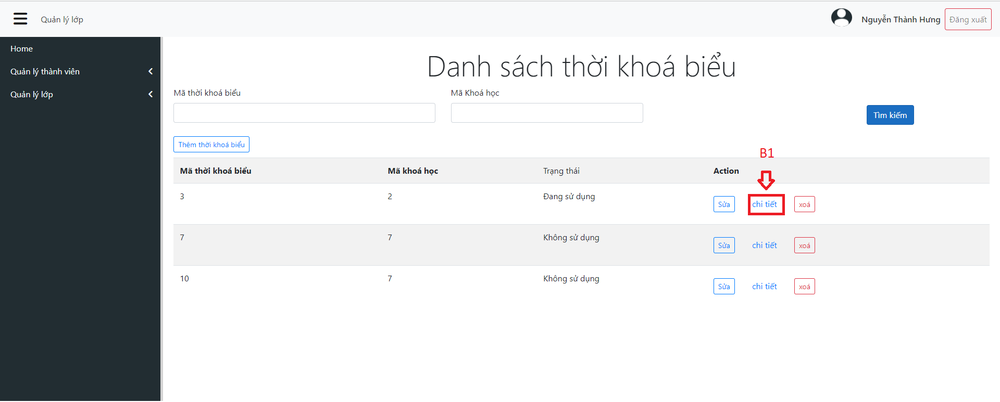 Quản lý lớp
Nguyễn Thành Hưng
Đăng xuất
Home
Quản lý thành viên
Quản lý lớp
Danh sách thời khoá biểu
Mã thời khoá biểu
Mã Khoá học
Tìm kiếm
Thêm thời khoá biểu
B1
Mã thời khoá biểu Mã khoá học Trạng thái Action
3 2 Đang sử dụng Sửa chi tiết xoá
7 7 Không sử dụng Sửa chi tiết xoá
10 7 Không sử dụng Sửa chi tiết xoá